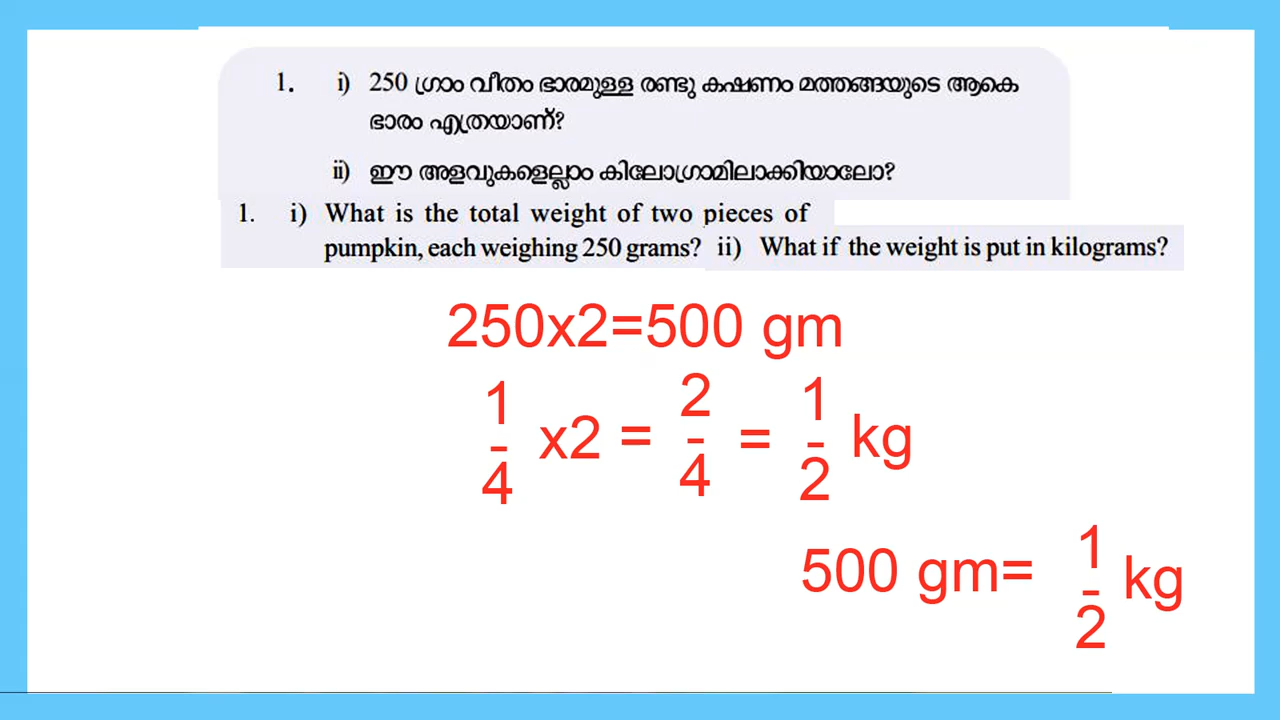 1. i) 250 ഗ്രാം വീതം ഭാരമുള്ള രണ്ടു കഷണം മത്തങ്ങയുടെ ആകെ
ഭാരം എത്രയാണ്?
ii) ഈ അളവുകളെല്ലാം കിലോഗ്രാമിലാക്കിയാലോ?
1. i) What is the total weight of two pieces of
pumpkin, each weighing 250 grams? ii) What if the weight is put in kilograms?
250x2=500 gm
1/4 x2 = 2/4 = 1/2 kg
500 gm= 1/2 kg